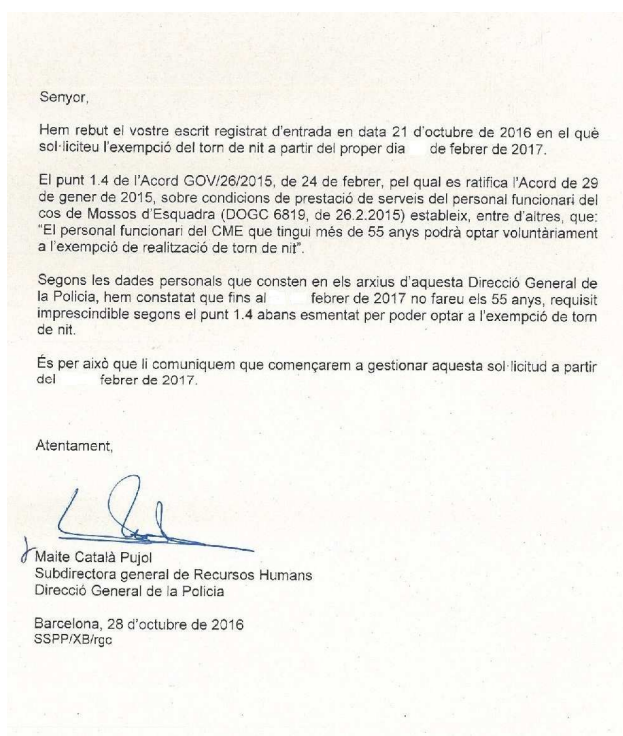 Senyor,
Hem rebut el vostre escrit registrat d'entrada en data 21 d'octubre de 2016 en el què
sol·liciteu l'exempció del torn de nit a partir del proper dia de febrer de 2017.
El punt 1.4 de l'Acord GOV/26/2015, de 24 de febrer, pel qual es ratifica l'Acord de 29
de gener de 2015, sobre condicions de prestació de serveis del personal funcionari del
cos de Mossos d'Esquadra (DOGC 6819, de 26.2.2015) estableix, entre d'altres, que:
“El personal funcionari del CME que tingui més de 55 anys podrà optar voluntàriament
a l'exempció de realització de torn de nit”.
Segons les dades personals que consten en els arxius d'aquesta Direcció General de
la Policia, hem constatat que fins al febrer de 2017 no fareu els 55 anys, requisit
imprescindible segons el punt 1.4 abans esmentat per poder optar a l'exempció de torn
de nit.
És per això que li comuniquem que començarem a gestionar aquesta sol·licitud a partir
del febrer de 2017.
Atentament,
Maite Català Pujol
Subdirectora general de Recursos Humans
Direcció General de la Policia
Barcelona, 28 d'octubre de 2016
SSPP/XB/rgc